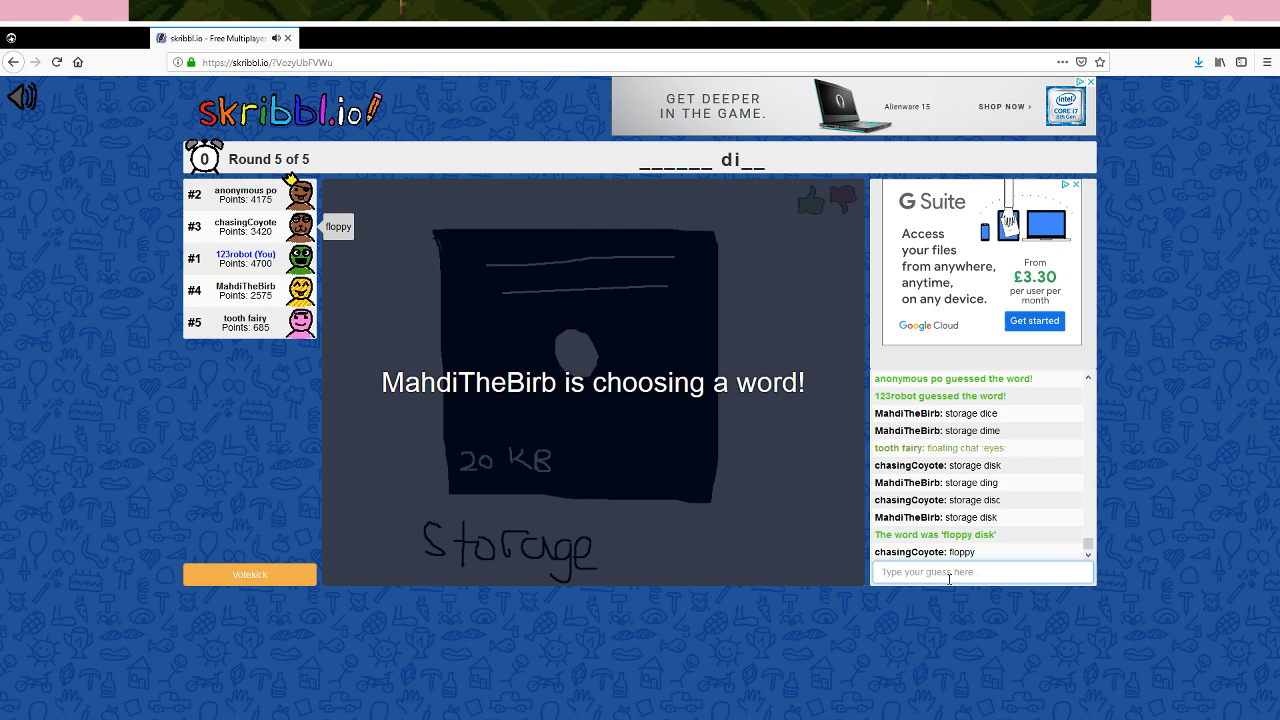 skribbl.io - Free Multiplayer
https://skribbl.io/?VozyUbFVWu
skribbl.io
GET DEEPER
IN THE GAME.
Alienware 15
SHOP NOW ›
intel
CORE i7
8th Gen
0
Round 5 of 5
______ di__
#2
anonymous po
Points: 4175
#3
chasingCoyote
Points: 3420
floppy
#1
123robot (You)
Points: 4700
#4
MahdiTheBirb
Points: 2575
#5
tooth fairy
Points: 685
Votekick
MahdiTheBirb is choosing a word!
20 KB
Storage
G Suite
Access
your files
from anywhere,
anytime,
on any device.
From
£3.30
per user per
month
Google Cloud
Get started
anonymous po guessed the word!
123robot guessed the word!
MahdiTheBirb: storage dice
MahdiTheBirb: storage dime
tooth fairy: floating chat :eyes:
chasingCoyote: storage disk
MahdiTheBirb: storage ding
chasingCoyote: storage disc
MahdiTheBirb: storage disk
The word was 'floppy disk'
chasingCoyote: floppy
Type your guess here...